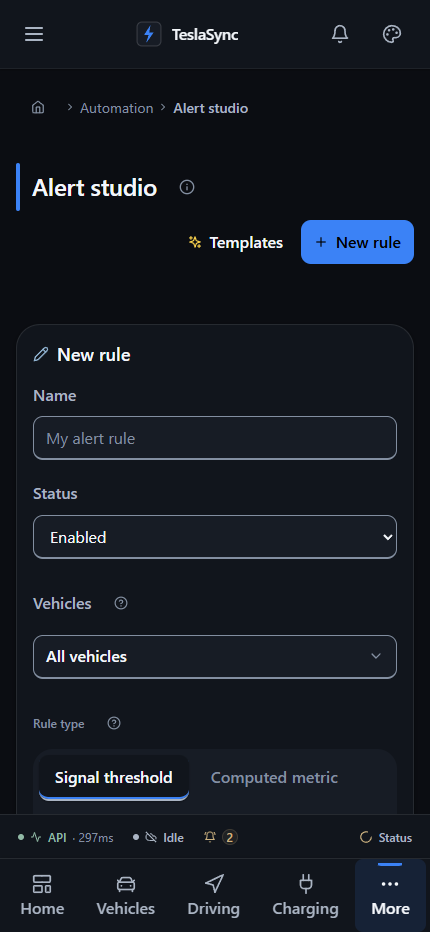 TeslaSync
Automation
Alert studio
Alert studio
Templates
+ New rule
New rule
Name
My alert rule
Status
Enabled
Vehicles
All vehicles
Rule type
Signal threshold
Computed metric
API · 297ms
Idle
2
Status
Home
Vehicles
Driving
Charging
More